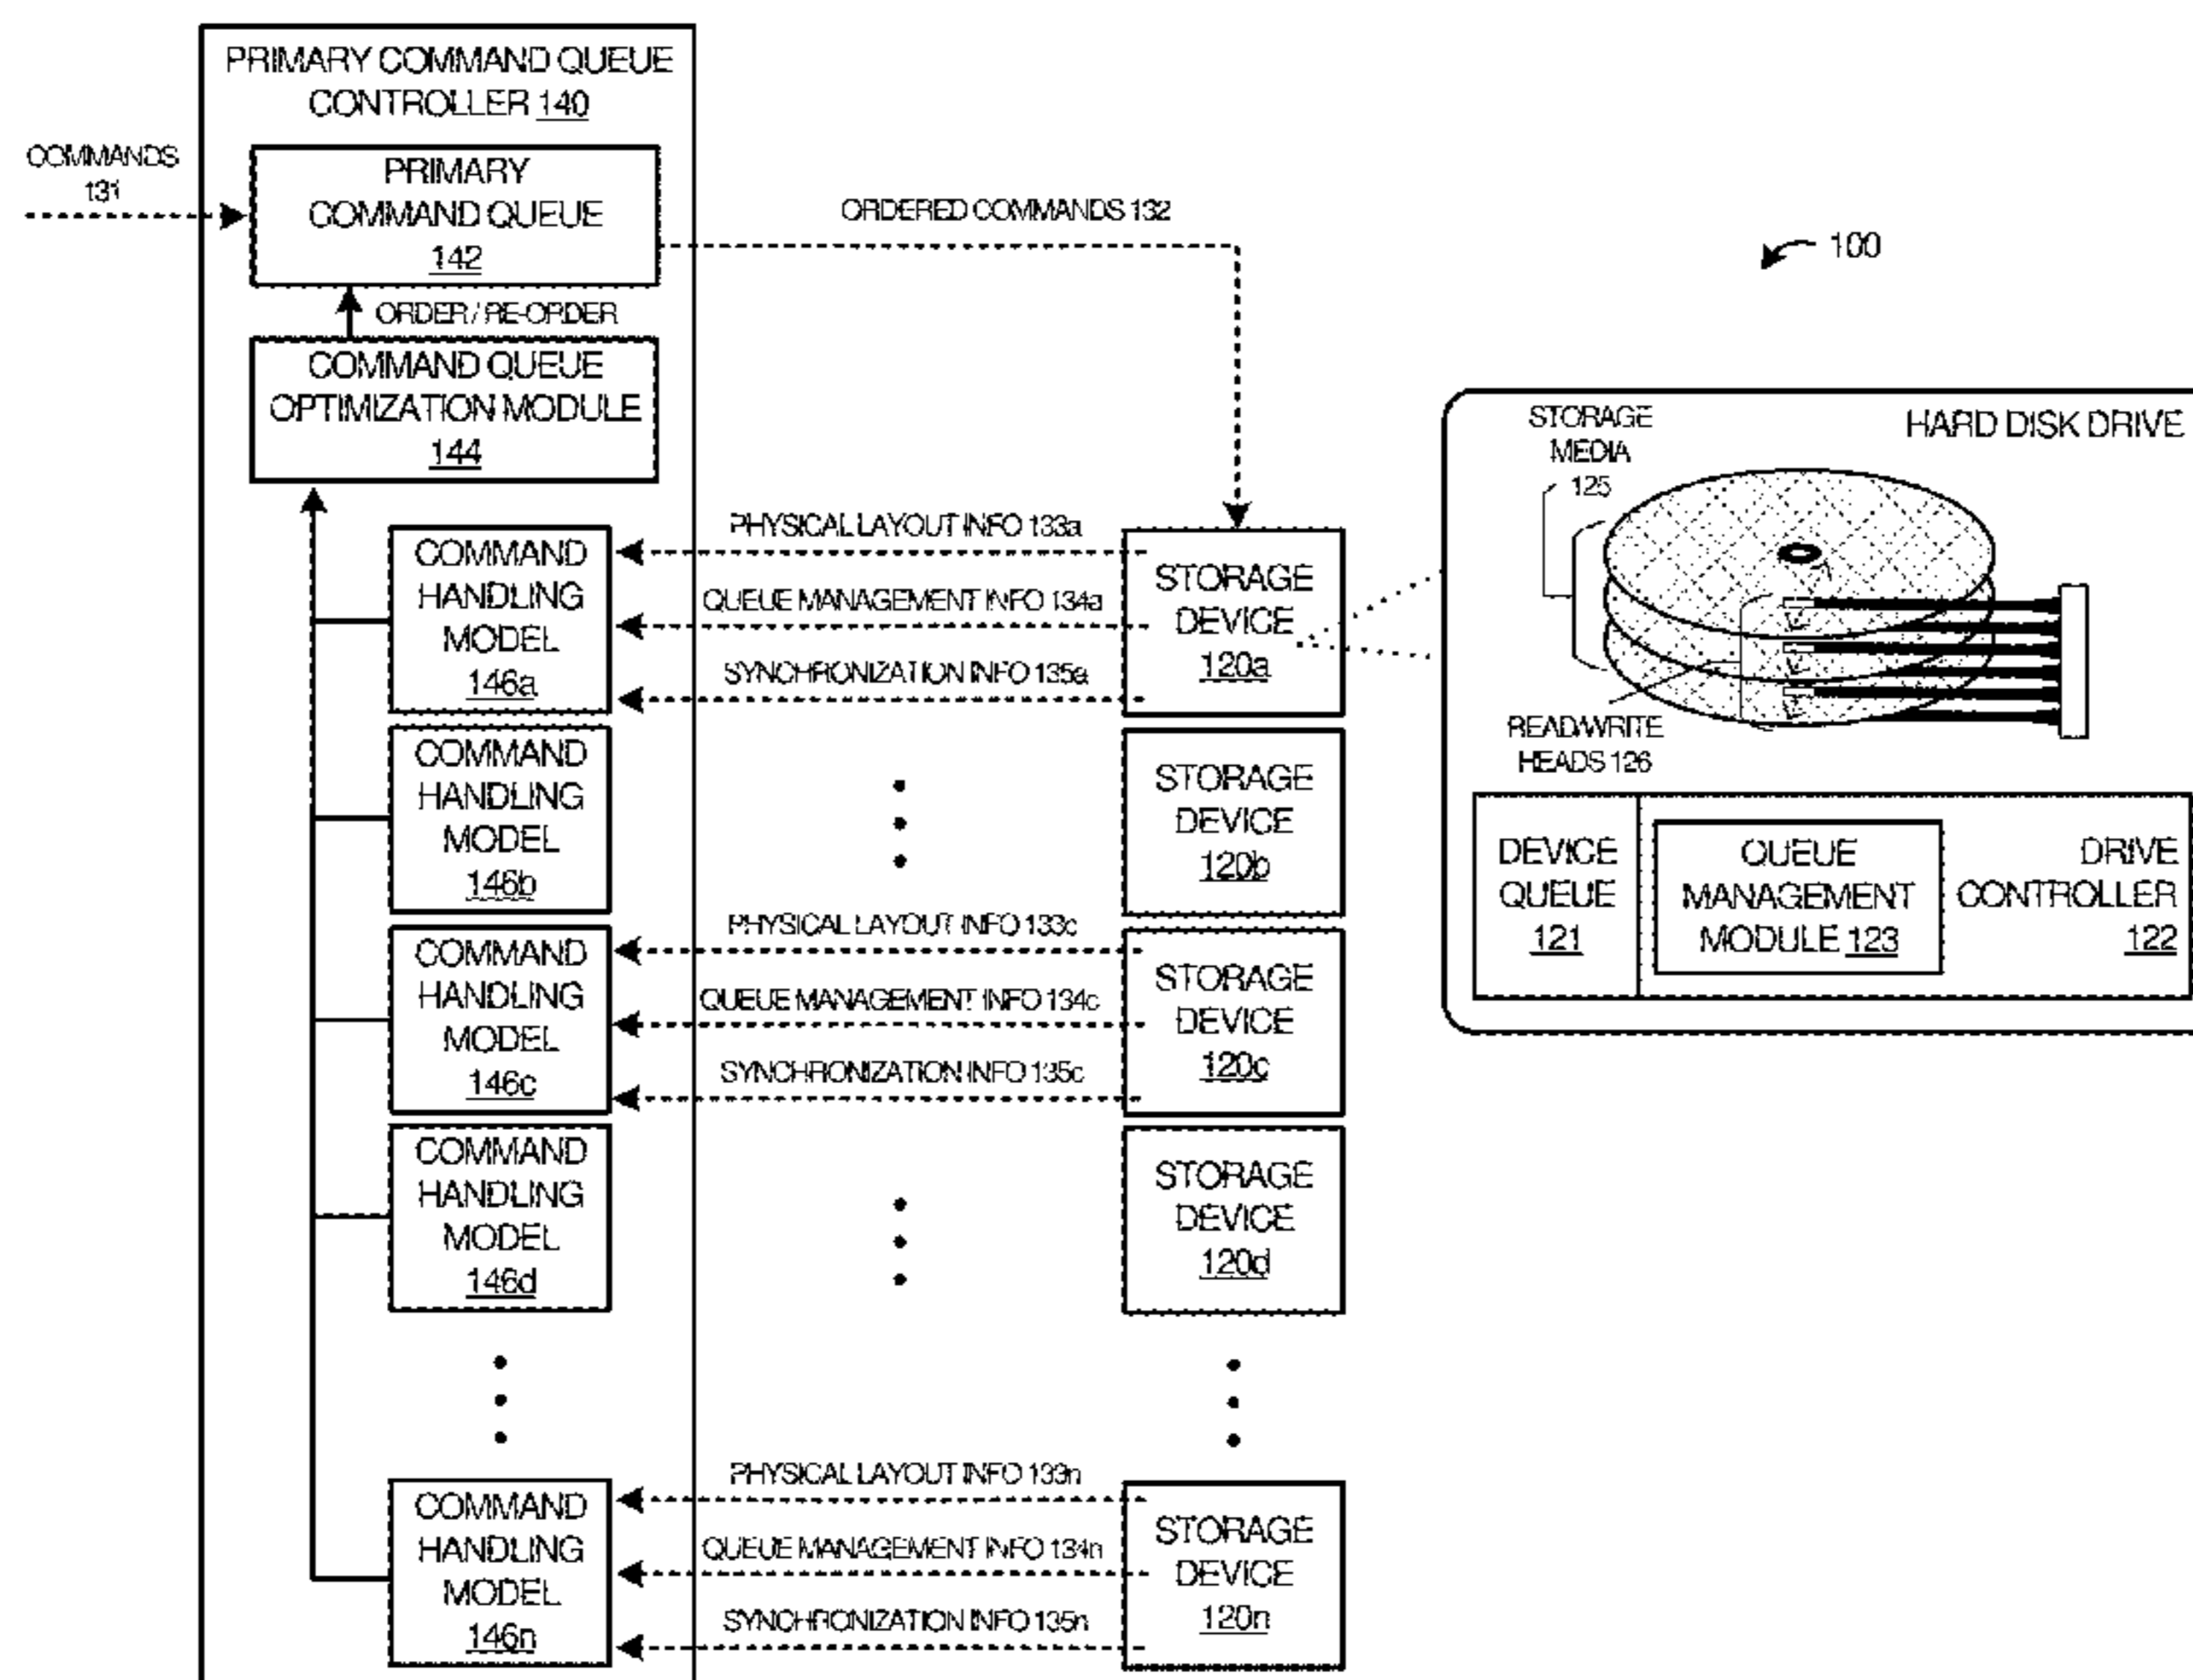 PRIMARY COMMAND QUEUE
CONTROLLER 140
COMMANDS
131
PRIMARY
COMMAND QUEUE
142
ORDERED COMMANDS 132
100
ORDER / RE-ORDER
COMMAND QUEUE
OPTIMIZATION MODULE
144
COMMAND
HANDLING
MODEL
146a
PHYSICAL LAYOUT INFO 133a
QUEUE MANAGEMENT INFO 134a
SYNCHRONIZATION INFO 135a
STORAGE
DEVICE
120a
COMMAND
HANDLING
MODEL
146b
STORAGE
DEVICE
120b
COMMAND
HANDLING
MODEL
146c
PHYSICAL LAYOUT INFO 133c
QUEUE MANAGEMENT INFO 134c
SYNCHRONIZATION INFO 135c
STORAGE
DEVICE
120c
COMMAND
HANDLING
MODEL
146d
STORAGE
DEVICE
120d
COMMAND
HANDLING
MODEL
146n
PHYSICAL LAYOUT INFO 133n
QUEUE MANAGEMENT INFO 134n
SYNCHRONIZATION INFO 135n
STORAGE
DEVICE
120n
HARD DISK DRIVE
STORAGE
MEDIA
125
READ/WRITE
HEADS 126
DEVICE
QUEUE
121
QUEUE
MANAGEMENT
MODULE 123
DRIVE
CONTROLLER
122